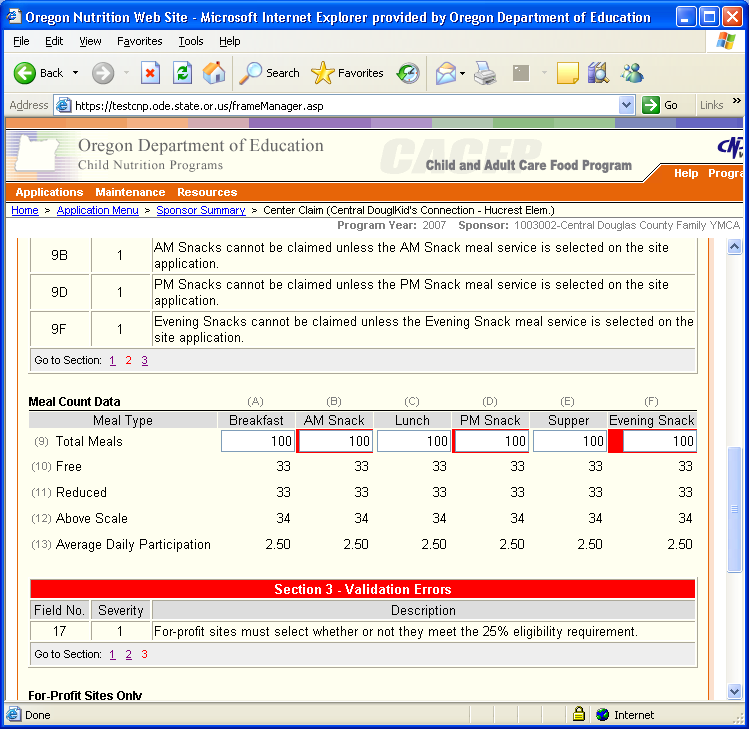 Oregon Nutrition Web Site - Microsoft Internet Explorer provided by Oregon Department of Education
File Edit View Favorites Tools Help
Back Search Favorites
Address https://testcnp.ode.state.or.us/frameManager.asp Go Links »
Oregon Department of Education
Child Nutrition Programs
CACFP
Child and Adult Care Food Program
Help
Applications Maintenance Resources
Home > Application Menu > Sponsor Summary > Center Claim (Central DouglKid's Connection - Hucrest Elem.)
Program Year: 2007 Sponsor: 1003002-Central Douglas County Family YMCA
9B 1 AM Snacks cannot be claimed unless the AM Snack meal service is selected on the site
application.
9D 1 PM Snacks cannot be claimed unless the PM Snack meal service is selected on the site
application.
9F 1 Evening Snacks cannot be claimed unless the Evening Snack meal service is selected on the
site application.
Go to Section: 1 2 3
Meal Count Data (A) (B) (C) (D) (E) (F)
Meal Type Breakfast AM Snack Lunch PM Snack Supper Evening Snack
(9) Total Meals 100 100 100 100 100 100
(10) Free 33 33 33 33 33 33
(11) Reduced 33 33 33 33 33 33
(12) Above Scale 34 34 34 34 34 34
(13) Average Daily Participation 2.50 2.50 2.50 2.50 2.50 2.50
Section 3 - Validation Errors
Field No. Severity Description
17 1 For-profit sites must select whether or not they meet the 25% eligibility requirement.
Go to Section: 1 2 3
For-Profit Sites Only
Done Internet